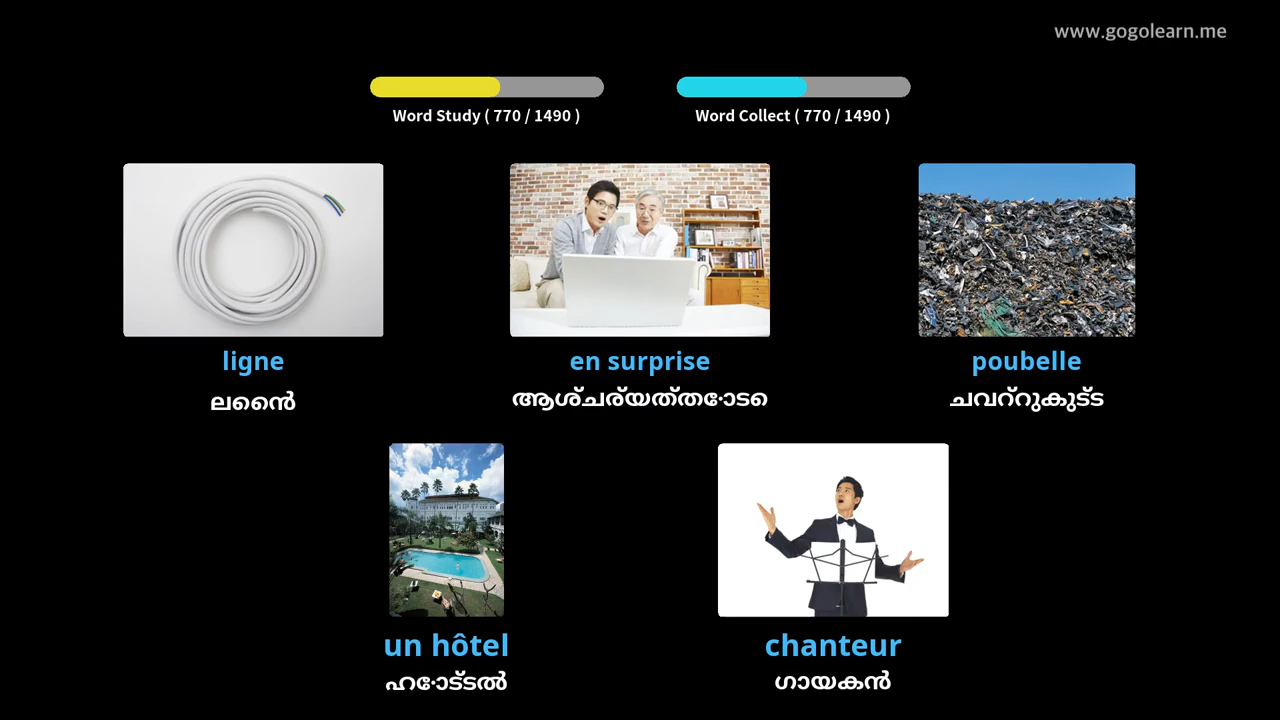 www.gogolearn.me
Word Study ( 770 / 1490 )
Word Collect ( 770 / 1490 )
ligne
en surprise
poubelle
ലൈൻ
ആശ്ചര്യത്തോടെ
ചവറ്റുകുട്ട
un hôtel
chanteur
ഹോട്ടൽ
ഗായകൻ